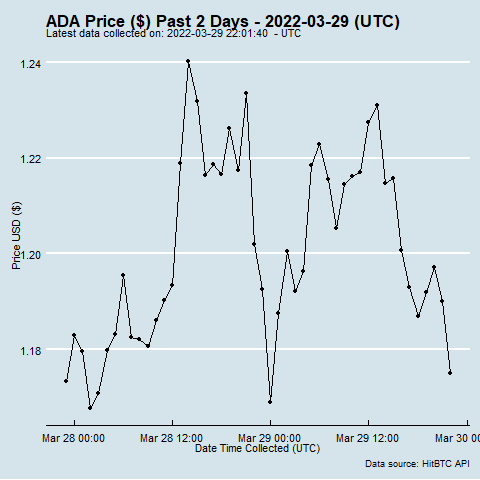 ADA Price ($) Past 2 Days - 2022-03-29 (UTC)
Latest data collected on: 2022-03-29 22:01:40 - UTC
1.24
1.22
1.20
1.18
Price USD ($)
Mar 28 00:00 Mar 28 12:00 Mar 29 00:00 Mar 29 12:00 Mar 30 0
Date Time Collected (UTC)
Data source: HitBTC API